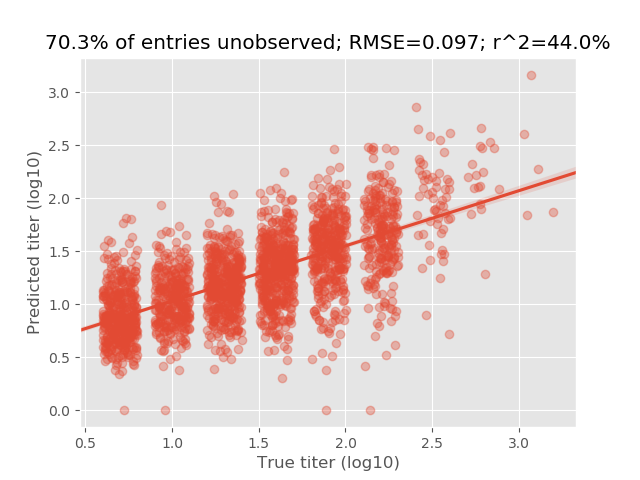 70.3% of entries unobserved; RMSE=0.097; r^2=44.0%
Predicted titer (log10)
3.0
2.5
2.0
1.5
1.0
0.5
0.0
0.5 1.0 1.5 2.0 2.5 3.0
True titer (log10)